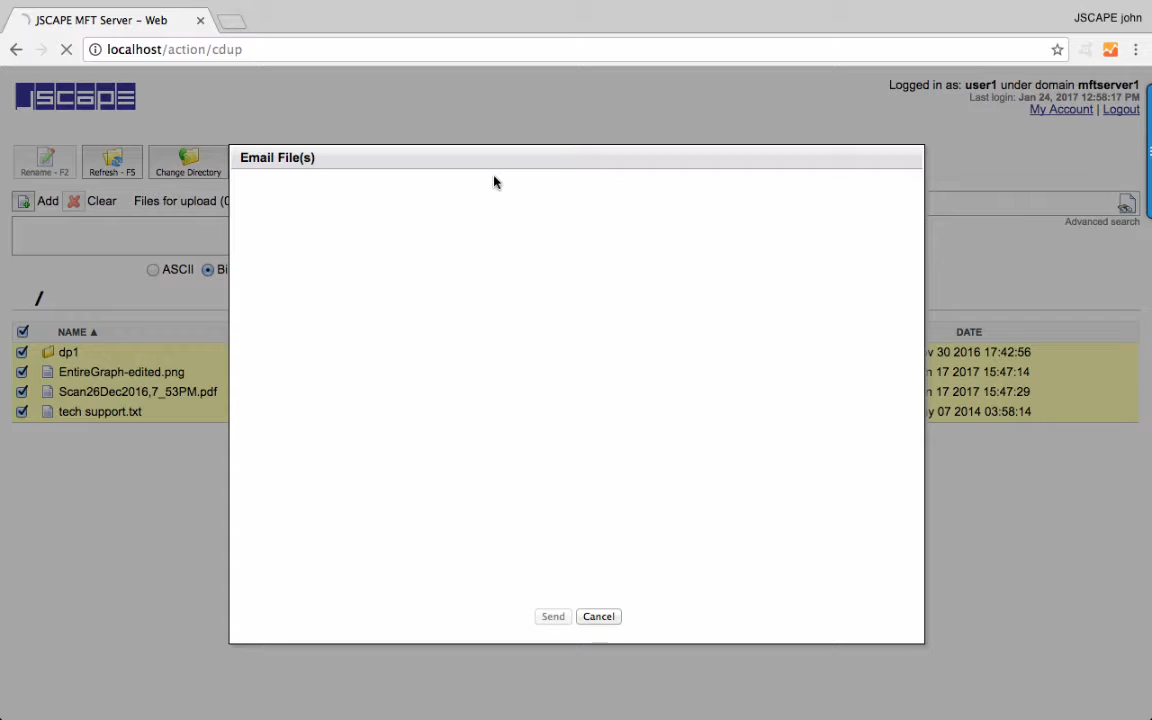 JSCAPE MFT Server – Web
JSCAPE john
localhost/action/cdup
JSCAPE
Logged in as: user1 under domain mftserver1
Last login: Jan 24, 2017 12:58:17 PM
My Account | Logout
Rename - F2
Refresh - F5
Change Directory
Email File(s)
Add
Clear
Files for upload (0
Advanced search
ASCII
Bi
/
NAME ▲
DATE
dp1
v 30 2016 17:42:56
EntireGraph-edited.png
n 17 2017 15:47:14
Scan26Dec2016,7_53PM.pdf
n 17 2017 15:47:29
tech support.txt
y 07 2014 03:58:14
Send
Cancel